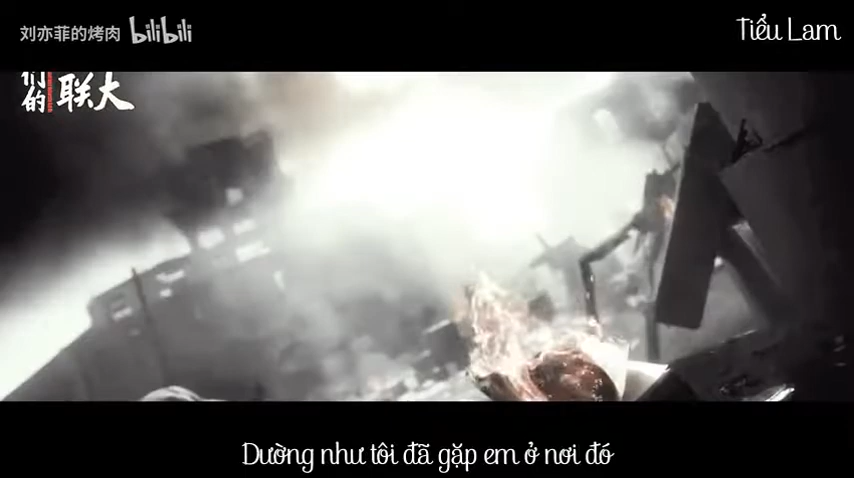 刘亦菲的烤肉 bilibili
Tiểu Lam
们的 联大
Dường như tôi đã gặp em ở nơi đó